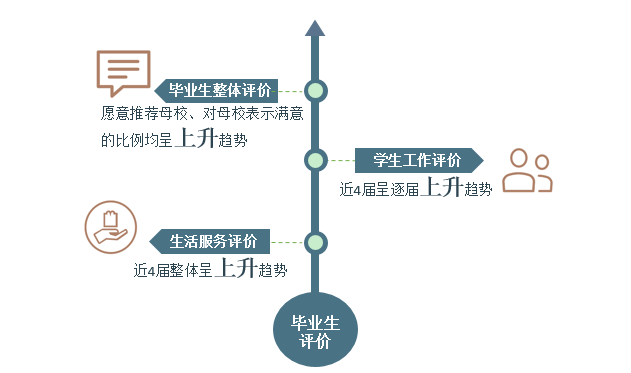 毕业生整体评价
愿意推荐母校、对母校表示满意
的比例均呈上升趋势
学生工作评价
近4届呈逐届上升趋势
生活服务评价
近4届整体呈上升趋势
毕业生
评价